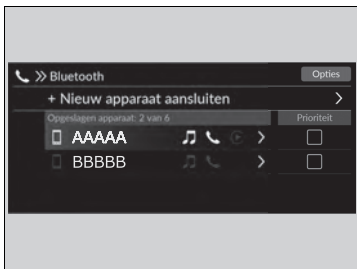 Bluetooth
Opties
+ Nieuw apparaat aansluiten
Opgeslagen apparaat: 2 van 6
Prioriteit
AAAAA
BBBBB